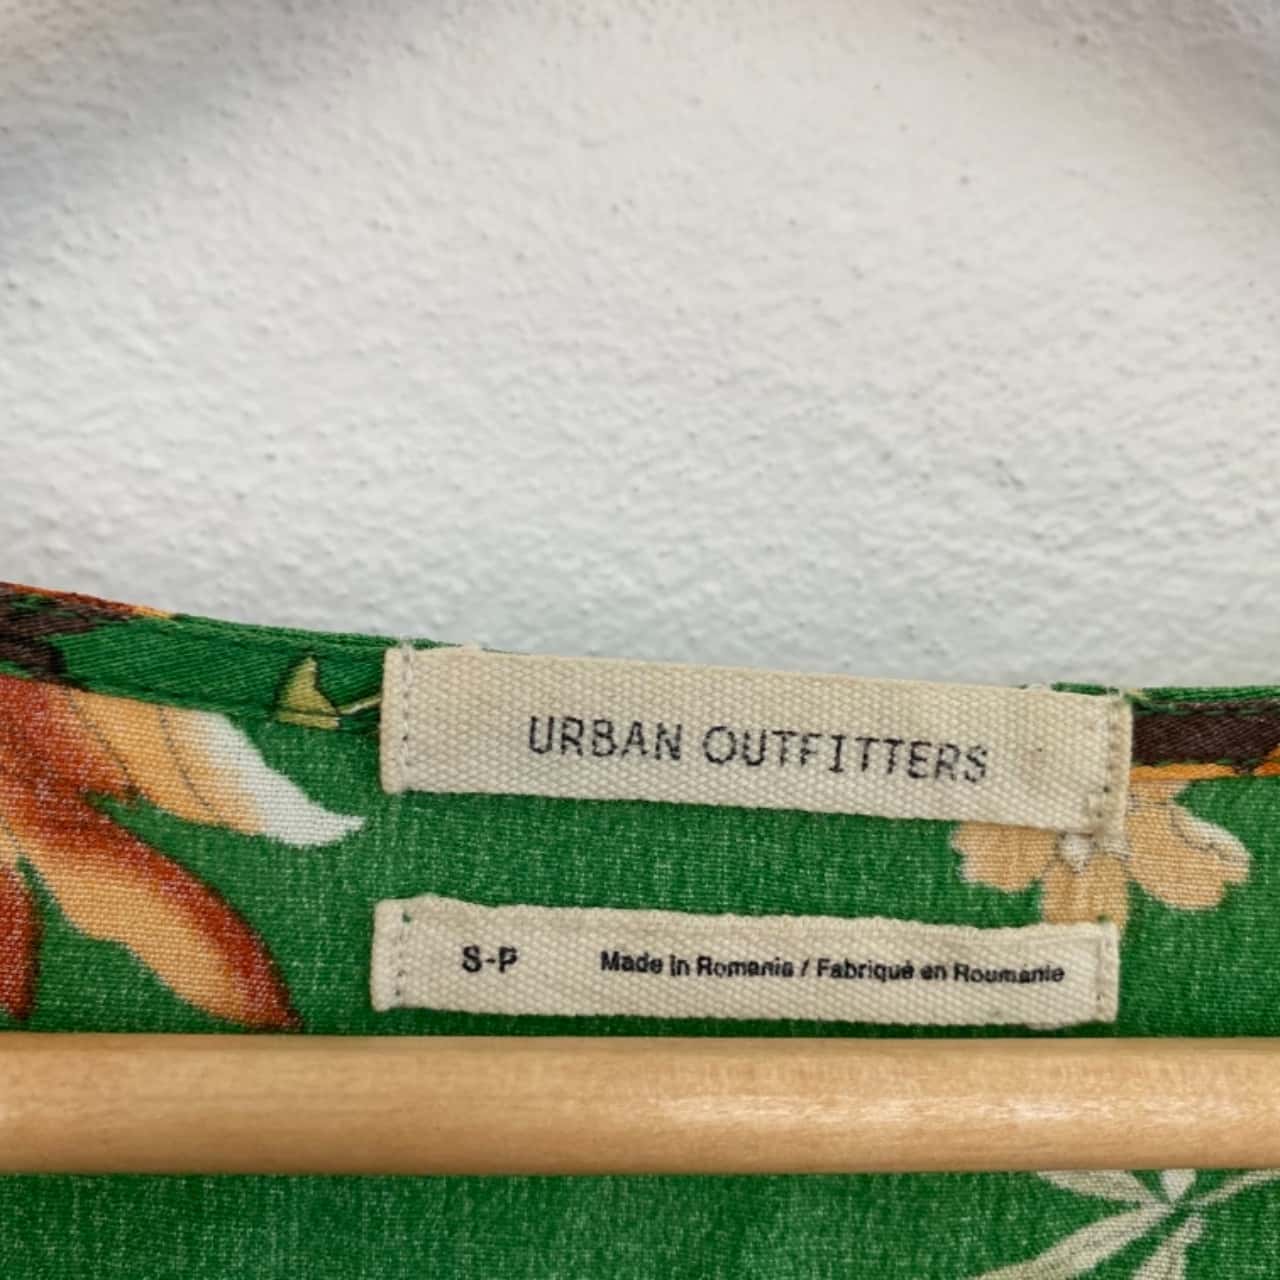 URBAN OUTFITTERS
S-P Made in Romania / Fabriqué en Roumanie